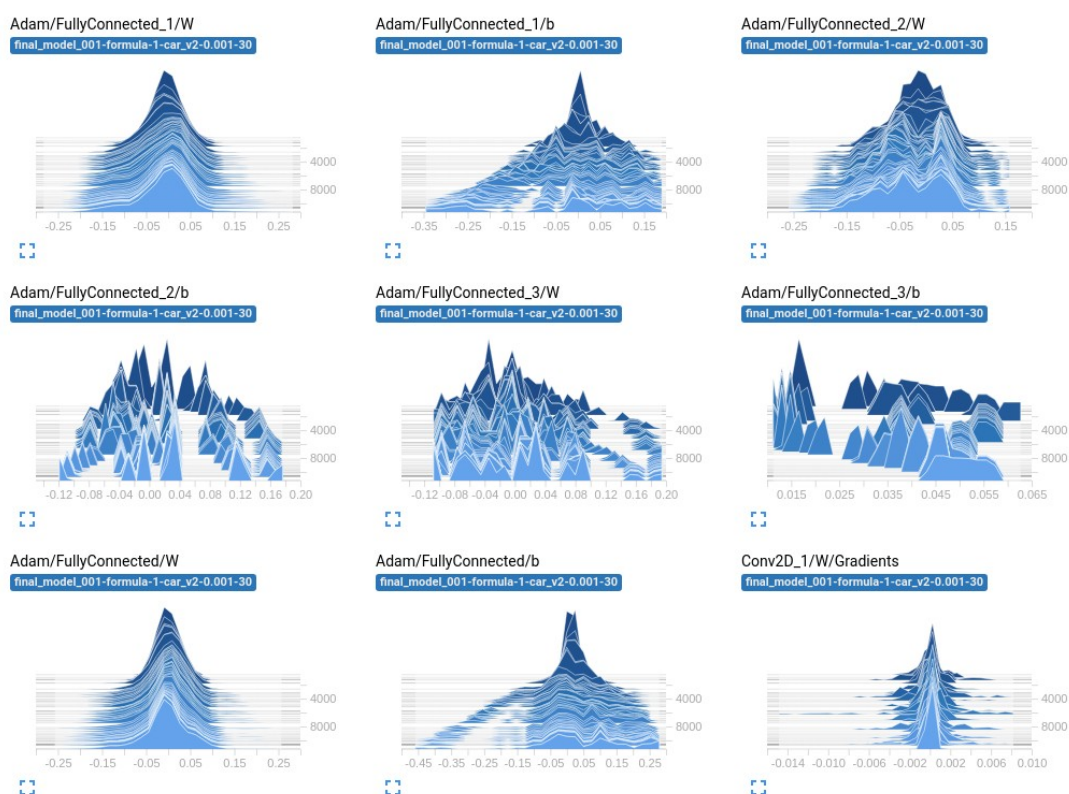 Adam/FullyConnected_1/W
final_model_001-formula-1-car_v2-0.001-30
4000
8000
-0.25 -0.15 -0.05 0.05 0.15 0.25
Adam/FullyConnected_1/b
final_model_001-formula-1-car_v2-0.001-30
4000
8000
-0.35 -0.25 -0.15 -0.05 0.05 0.15
Adam/FullyConnected_2/W
final_model_001-formula-1-car_v2-0.001-30
4000
8000
-0.25 -0.15 -0.05 0.05 0.15
Adam/FullyConnected_2/b
final_model_001-formula-1-car_v2-0.001-30
4000
8000
-0.12 -0.08 -0.04 0.00 0.04 0.08 0.12 0.16 0.20
Adam/FullyConnected_3/W
final_model_001-formula-1-car_v2-0.001-30
4000
8000
-0.12 -0.08 -0.04 0.00 0.04 0.08 0.12 0.16 0.20
Adam/FullyConnected_3/b
final_model_001-formula-1-car_v2-0.001-30
4000
8000
0.015 0.025 0.035 0.045 0.055 0.065
Adam/FullyConnected/W
final_model_001-formula-1-car_v2-0.001-30
4000
8000
-0.25 -0.15 -0.05 0.05 0.15 0.25
Adam/FullyConnected/b
final_model_001-formula-1-car_v2-0.001-30
4000
8000
-0.45 -0.35 -0.25 -0.15 -0.05 0.05 0.15 0.25
Conv2D_1/W/Gradients
final_model_001-formula-1-car_v2-0.001-30
4000
8000
-0.014 -0.010 -0.006 -0.002 0.002 0.006 0.010